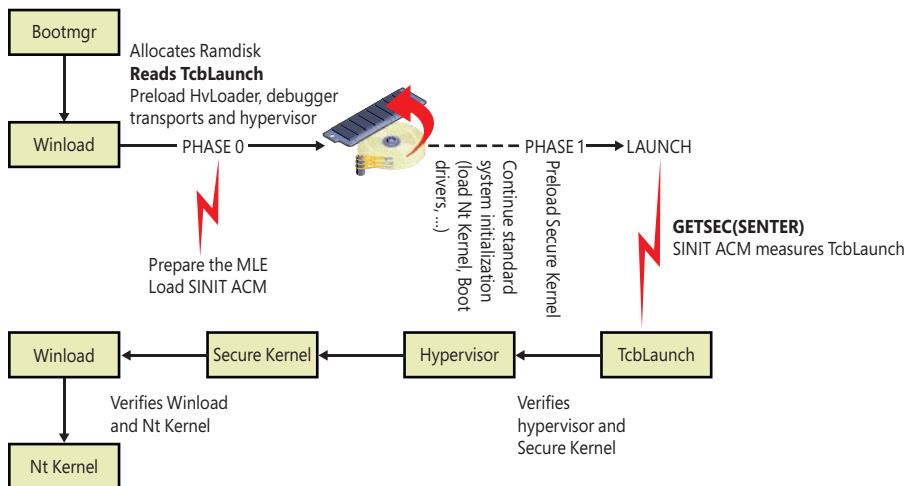 Bootmgr
Allocates Ramdisk
Reads TcbLaunch
Preload HvLoader, debugger
transports and hypervisor
Winload
PHASE 0
PHASE 1
LAUNCH
Continue standard
system initialization
(load Nt Kernel, Boot
drivers, ...)
Preload Secure Kernel
GETSEC(SENTER)
SINIT ACM measures TcbLaunch
Prepare the MLE
Load SINIT ACM
Winload
Secure Kernel
Hypervisor
TcbLaunch
Verifies Winload
and Nt Kernel
Verifies
hypervisor and
Secure Kernel
Nt Kernel